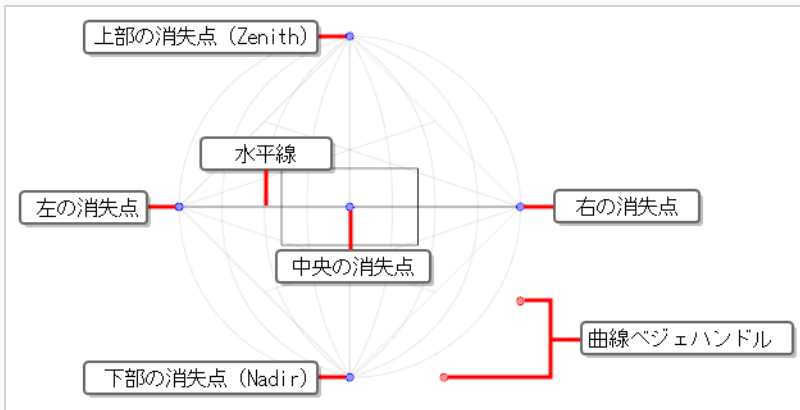 上部の消失点 (Zenith)
水平線
左の消失点
右の消失点
中央の消失点
曲線ベジェハンドル
下部の消失点 (Nadir)